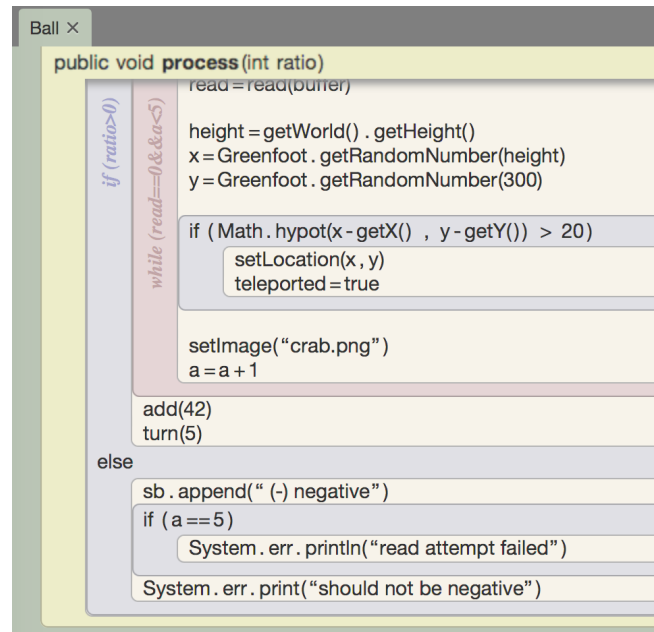 Ball ×
public void process(int ratio)
if (ratio>0)
while (read==0&&a<5)
read=read(buffer)
height=getWorld() . getHeight()
x=Greenfoot . getRandomNumber(height)
y=Greenfoot . getRandomNumber(300)
if (Math . hypot(x-getX() , y-getY()) > 20)
setLocation(x,y)
teleported=true
setImage(“crab.png”)
a=a+1
add(42)
turn(5)
else
sb . append(“ (-) negative”)
if (a==5)
System . err . println(“read attempt failed”)
System . err . print(“should not be negative”)